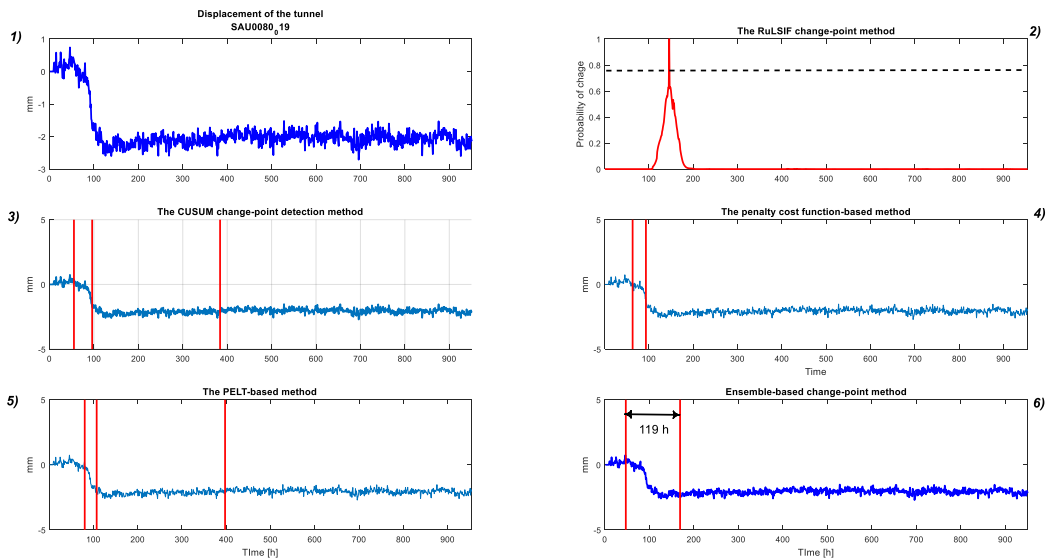 Displacement of the tunnel
SAU0080019
1)
1
0
-1
-2
-3
mm
0 100 200 300 400 500 600 700 800 900
The RuLSIF change-point method
2)
1
0.8
0.6
0.4
0.2
0
Probability of chage
100 200 300 400 500 600 700 800 900
3)
The CUSUM change-point detection method
5
0
-5
mm
0 100 200 300 400 500 600 700 800 900
The penalty cost function-based method
4)
5
0
-5
mm
0 100 200 300 400 500 600 700 800 900
Time
5)
The PELT-based method
5
0
-5
mm
0 100 200 300 400 500 600 700 800 900
TIme [h]
Ensemble-based change-point method
6)
5
0
-5
mm
119 h
0 100 200 300 400 500 600 700 800 900
TIme [h]